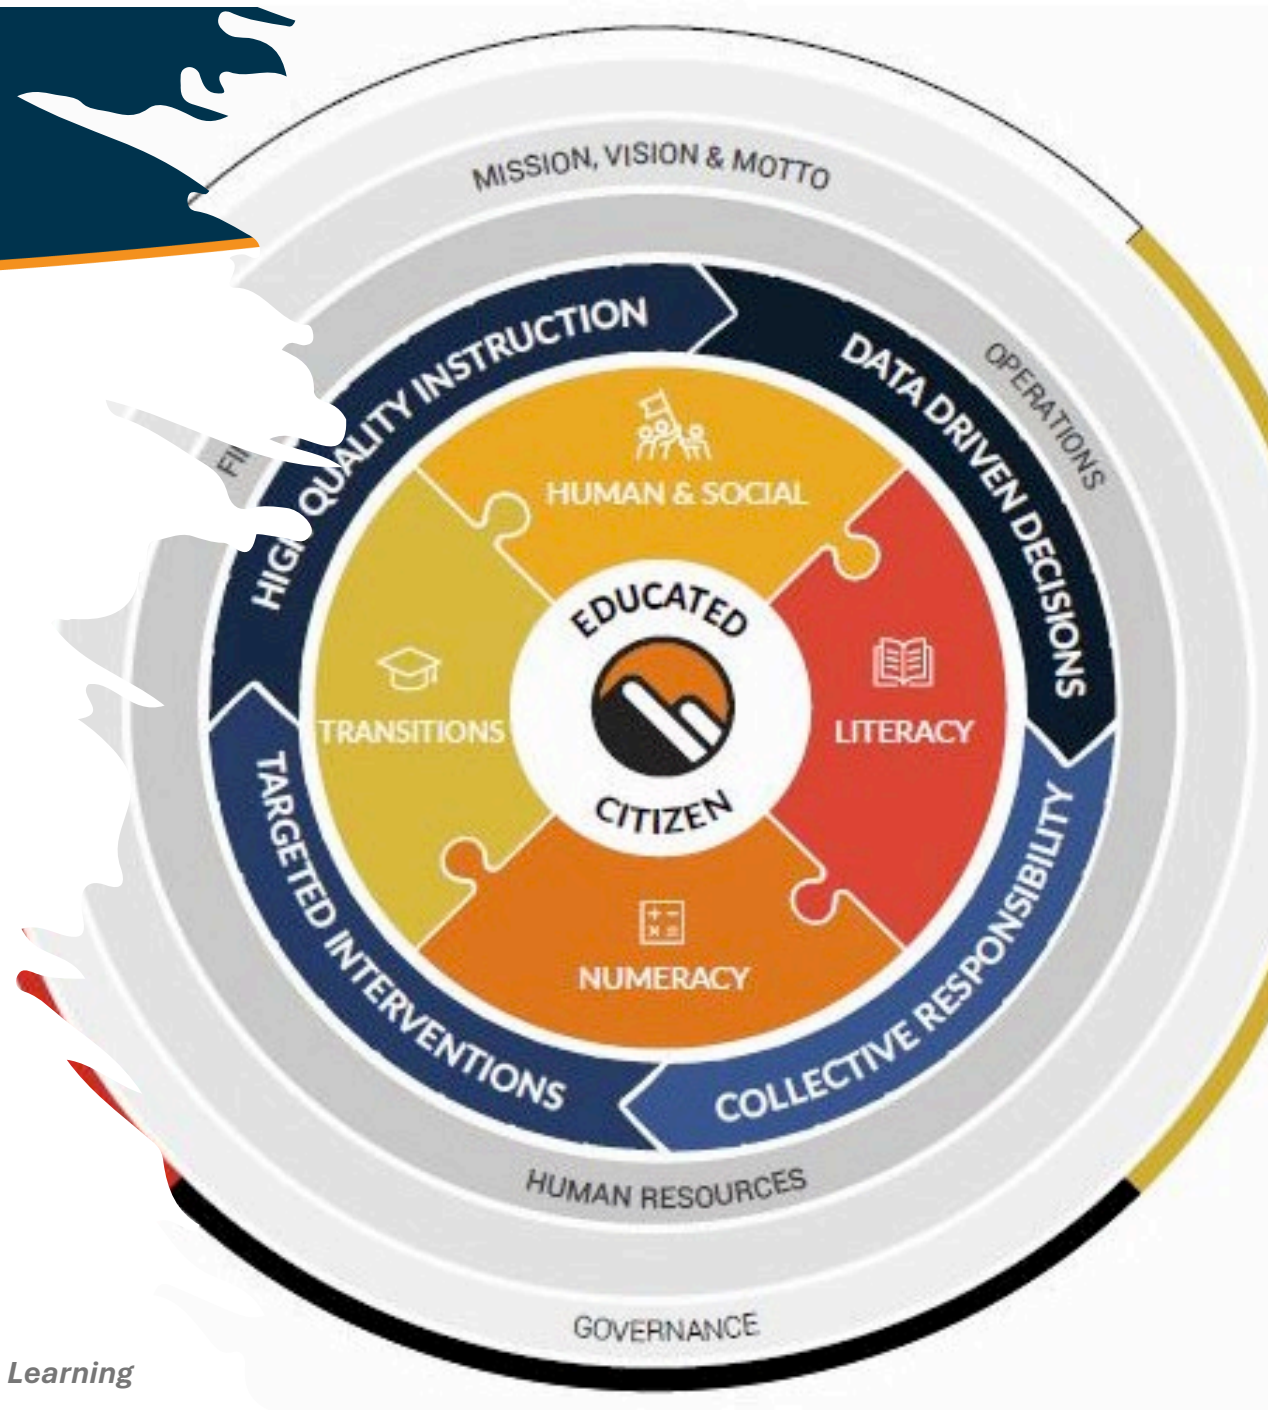 MISSION, VISION & MOTTO
OPERATIONS
HIGH QUALITY INSTRUCTION
DATA DRIVEN DECISIONS
HUMAN & SOCIAL
EDUCATED
TRANSITIONS
LITERACY
CITIZEN
NUMERACY
TARGETED INTERVENTIONS
COLLECTIVE RESPONSIBILITY
HUMAN RESOURCES
GOVERNANCE
Learning